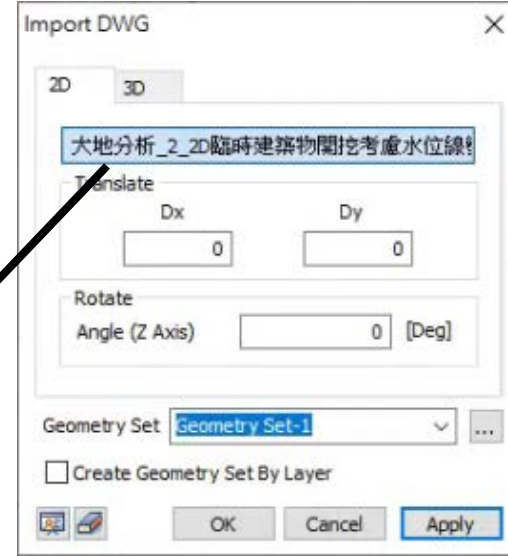 Import DWG
2D 3D
大地分析_2_2D臨時建築物開挖考慮水位線
Translate
Dx Dy
0 0
Rotate
Angle (Z Axis) 0 [Deg]
Geometry Set Geometry Set-1 ...
Create Geometry Set By Layer
OK Cancel Apply